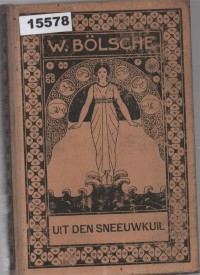 15578
W. BÖLSCHE
UIT DEN SNEEUWKUIL